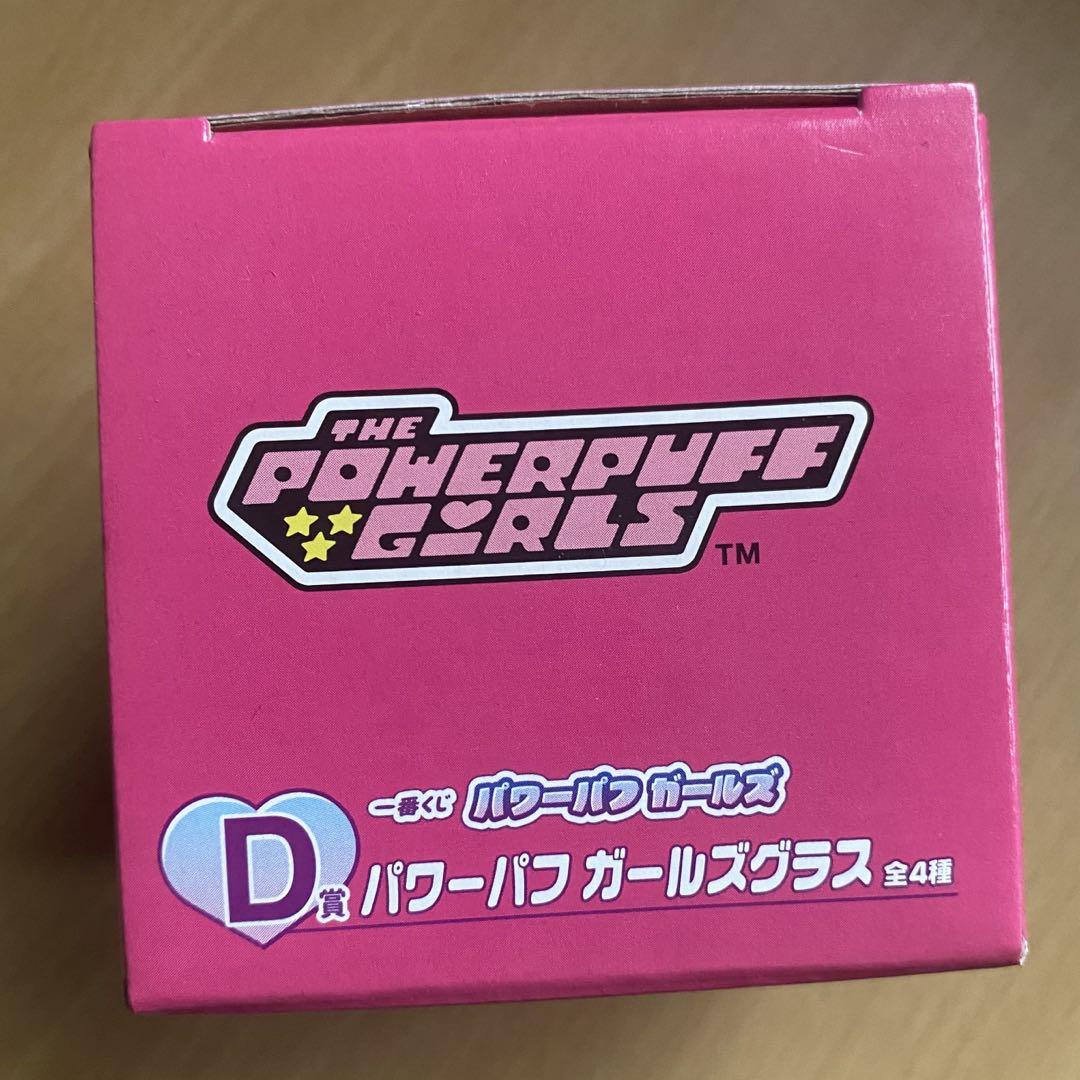 THE
POWERPUFF
GiRLS
TM
一番くじ パワーパフ ガールズ
D賞 パワーパフ ガールズグラス 全4種